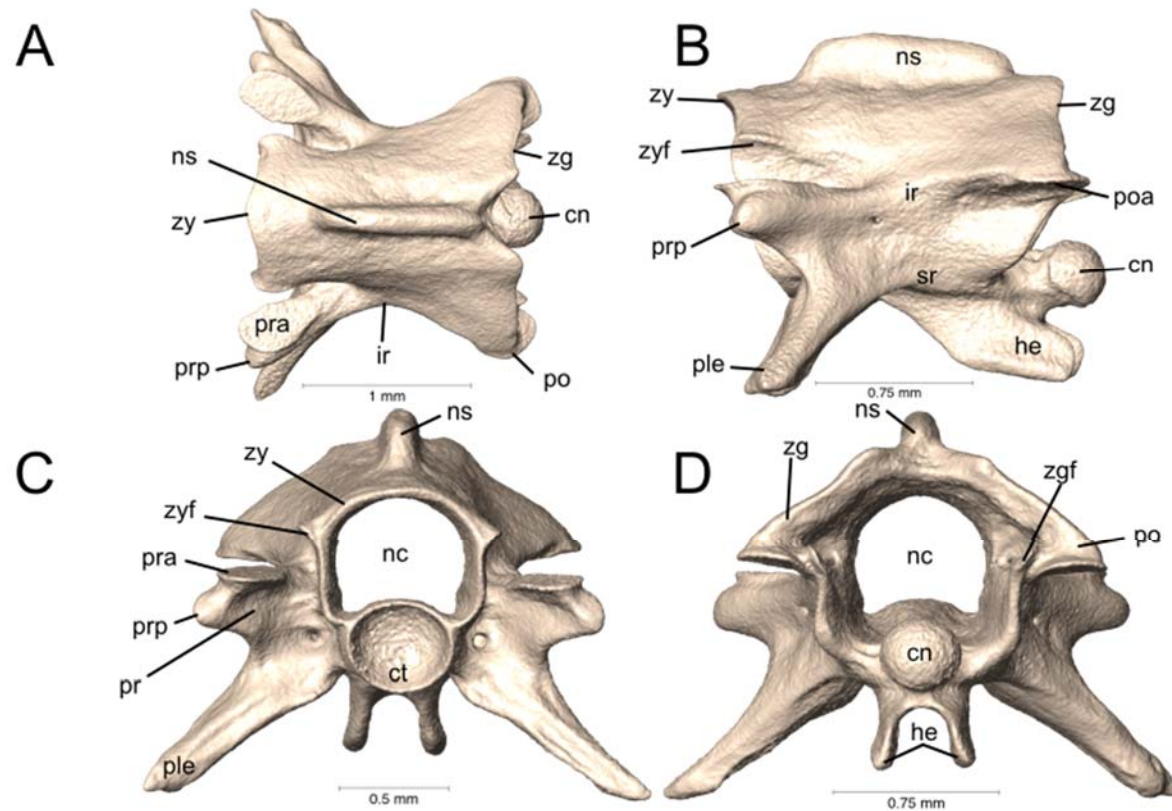 A
ns
zy
pra
prp
ir
po
zg
cn
1 mm
B
ns
zy
zyf
prp
ple
ir
sr
he
zg
poa
cn
0.75 mm
C
ns
zy
zyf
pra
prp
pr
ple
nc
ct
0.5 mm
D
ns
zg
zgf
po
nc
cn
he
0.75 mm